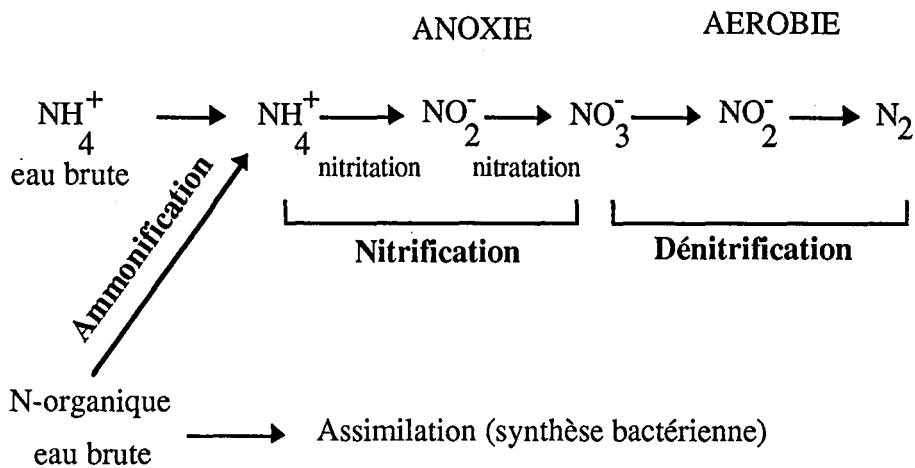 ANOXIE AEROBIE
NH₄⁺ NH₄⁺ NO₂⁻ NO₃⁻ NO₂⁻ N₂
eau brute nitritation nitratation
Ammonification
Nitrification Dénitrification
N-organique
eau brute
Assimilation (synthèse bactérienne)